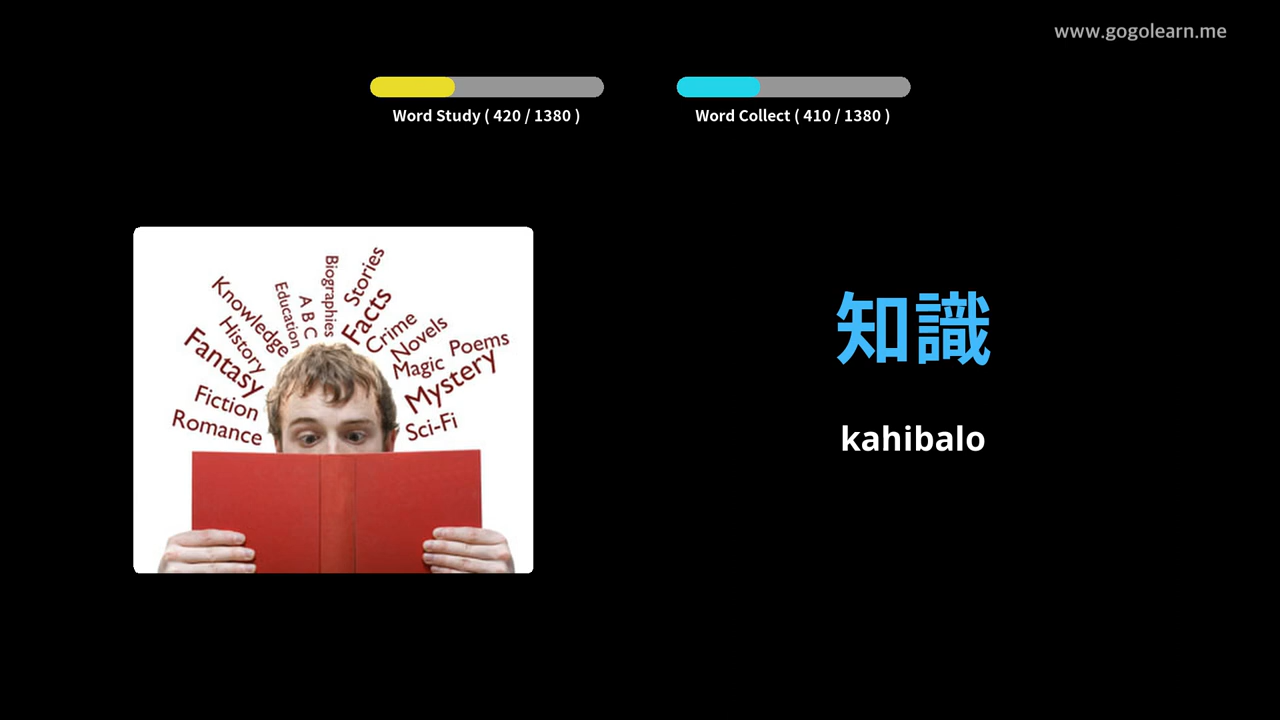 www.gogolearn.me
Word Study ( 420 / 1380 )
Word Collect ( 410 / 1380 )
Knowledge
Education
A B C
Biographies
Stories
Facts
History
Fantasy
Crime
Novels
Magic
Poems
Mystery
Fiction
Romance
Sci-Fi
知識
kahibalo